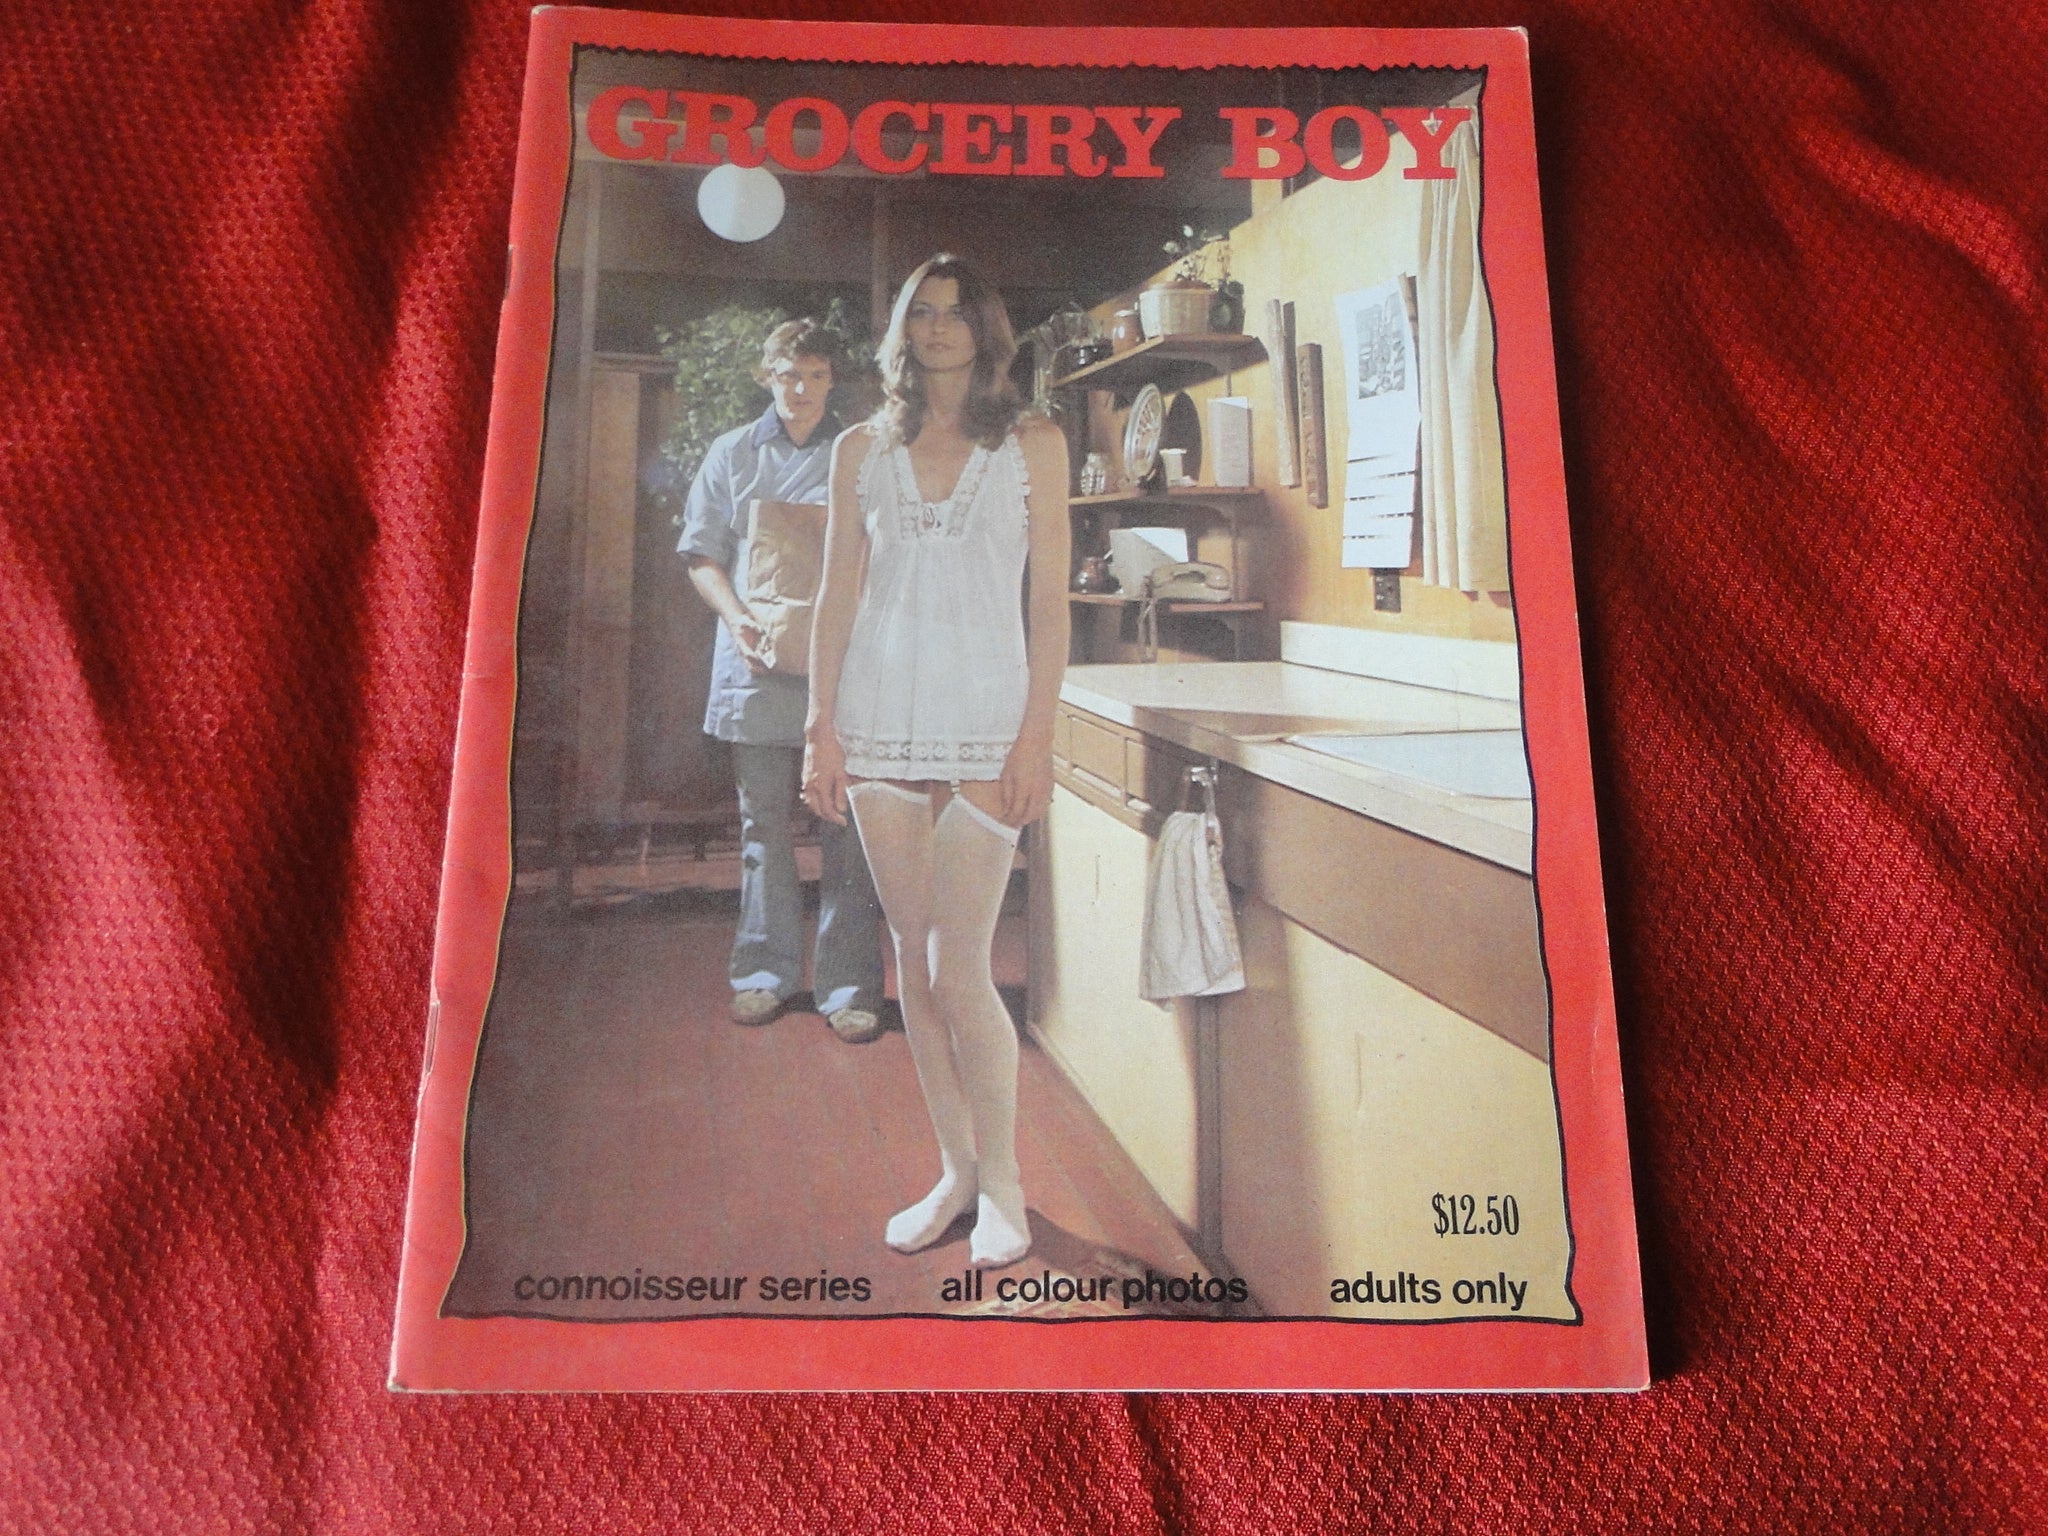 GROCERY BOY
$12.50
connoisseur series all colour photos adults only